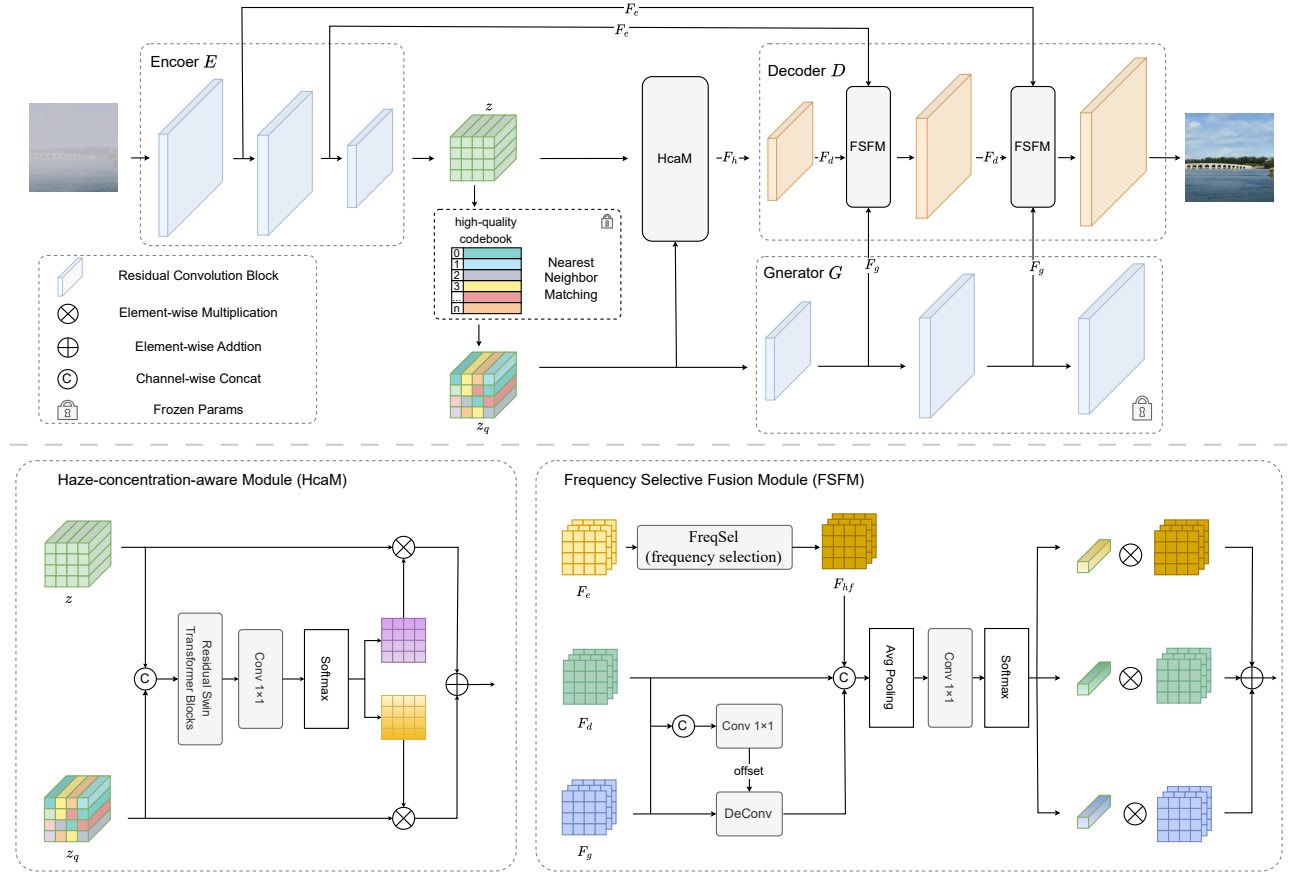 F_e
F_e
Encoer E
Decoder D
z
HcaM
F_h
F_d
FSFM
F_d
FSFM
high-quality
codebook
0
1
2
3
...
n
Nearest
Neighbor
Matching
F_g
F_g
Gnerator G
z_q
Residual Convolution Block
Element-wise Multiplication
Element-wise Addtion
C
Channel-wise Concat
Frozen Params
Haze-concentration-aware Module (HcaM)
z
C
Residual Swin
Transformer Blocks
Conv 1×1
Softmax
z_q
Frequency Selective Fusion Module (FSFM)
F_e
FreqSel
(frequency selection)
F_hf
F_d
C
Conv 1×1
offset
DeConv
F_g
C
Avg Pooling
Conv 1×1
Softmax